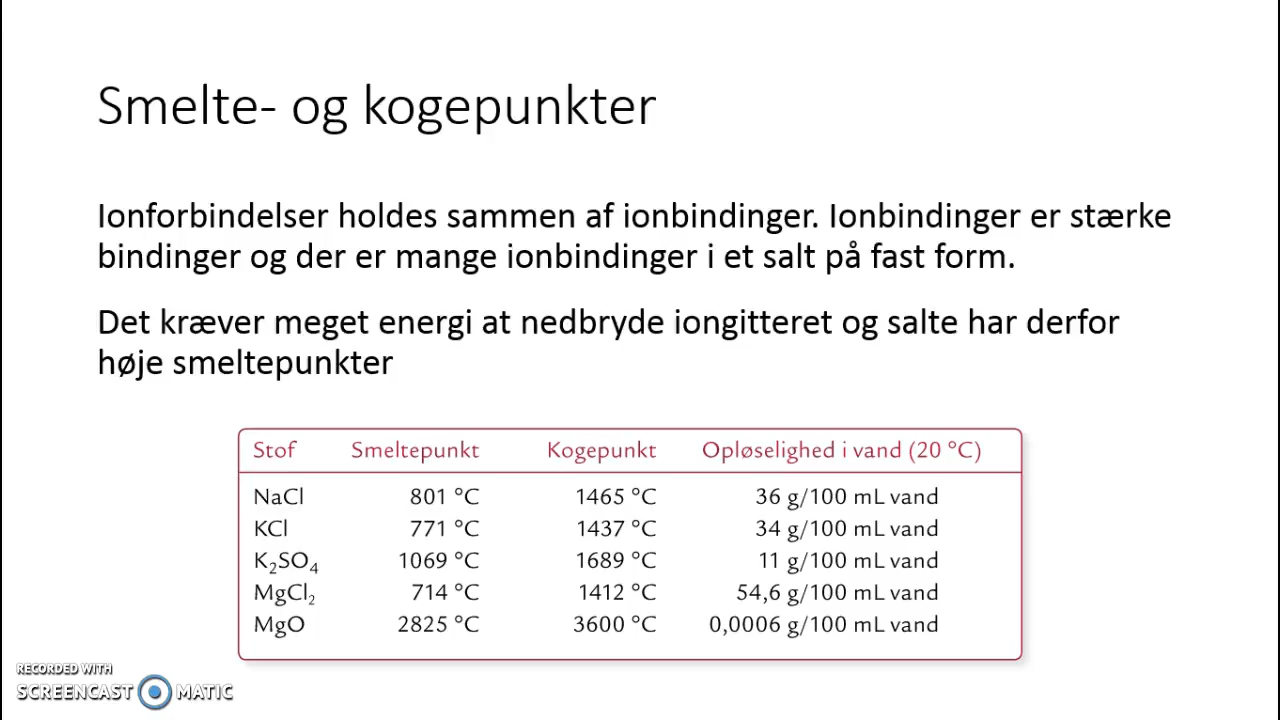 Smelte- og kogepunkter
Ionforbindelser holdes sammen af ionbindinger. Ionbindinger er stærke
bindinger og der er mange ionbindinger i et salt på fast form.
Det kræver meget energi at nedbryde iongitteret og salte har derfor
høje smeltepunkter
Stof Smeltepunkt Kogepunkt Opløselighed i vand (20 °C)
NaCl 801 °C 1465 °C 36 g/100 mL vand
KCl 771 °C 1437 °C 34 g/100 mL vand
K₂SO₄ 1069 °C 1689 °C 11 g/100 mL vand
MgCl₂ 714 °C 1412 °C 54,6 g/100 mL vand
MgO 2825 °C 3600 °C 0,0006 g/100 mL vand
RECORDED WITH
SCREENCAST MATIC